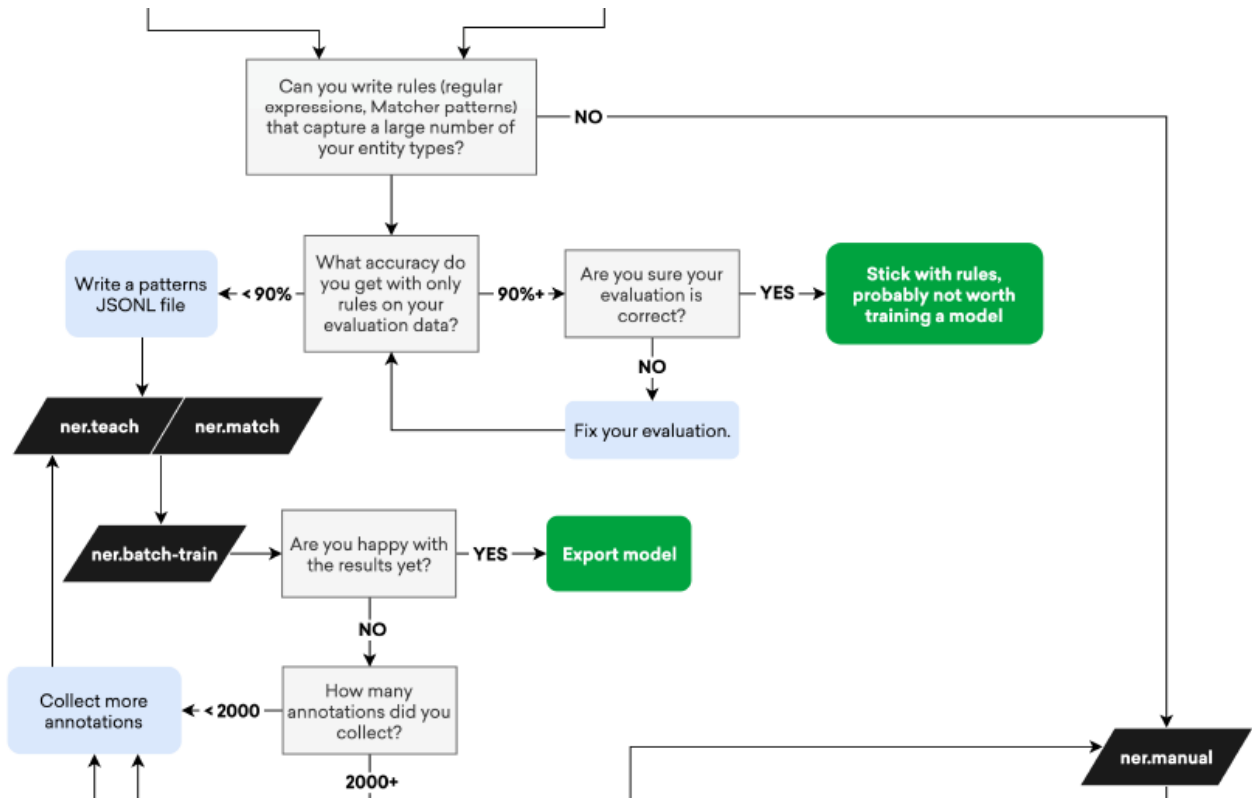 Can you write rules (regular
expressions, Matcher patterns)
that capture a large number of
your entity types?
NO
Write a patterns
JSONL file
< 90%
What accuracy do
you get with only
rules on your
evaluation data?
90%+
Are you sure your
evaluation is
correct?
YES
Stick with rules,
probably not worth
training a model
NO
Fix your evaluation.
ner.teach
ner.match
ner.batch-train
Are you happy with
the results yet?
YES
Export model
NO
Collect more
annotations
< 2000
How many
annotations did you
collect?
2000+
ner.manual